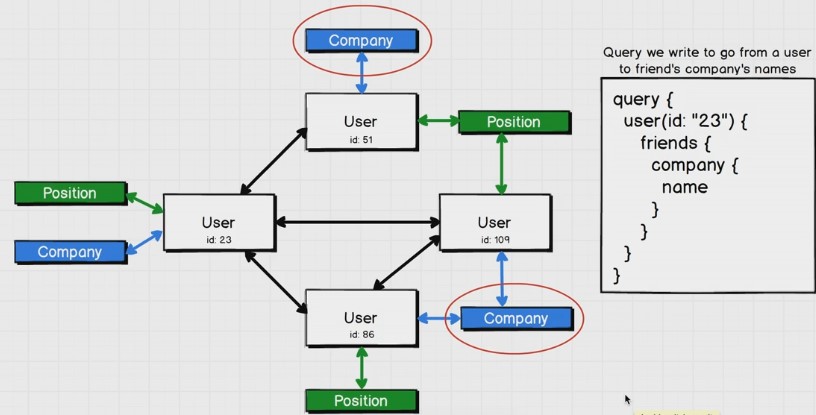 Company
Query we write to go from a user
to friend's company's names
User
id: 51
Position
query {
user(id: "23") {
friends {
company {
name
}
}
}
}
Position
User
id: 23
User
id: 109
Company
User
id: 86
Company
Position